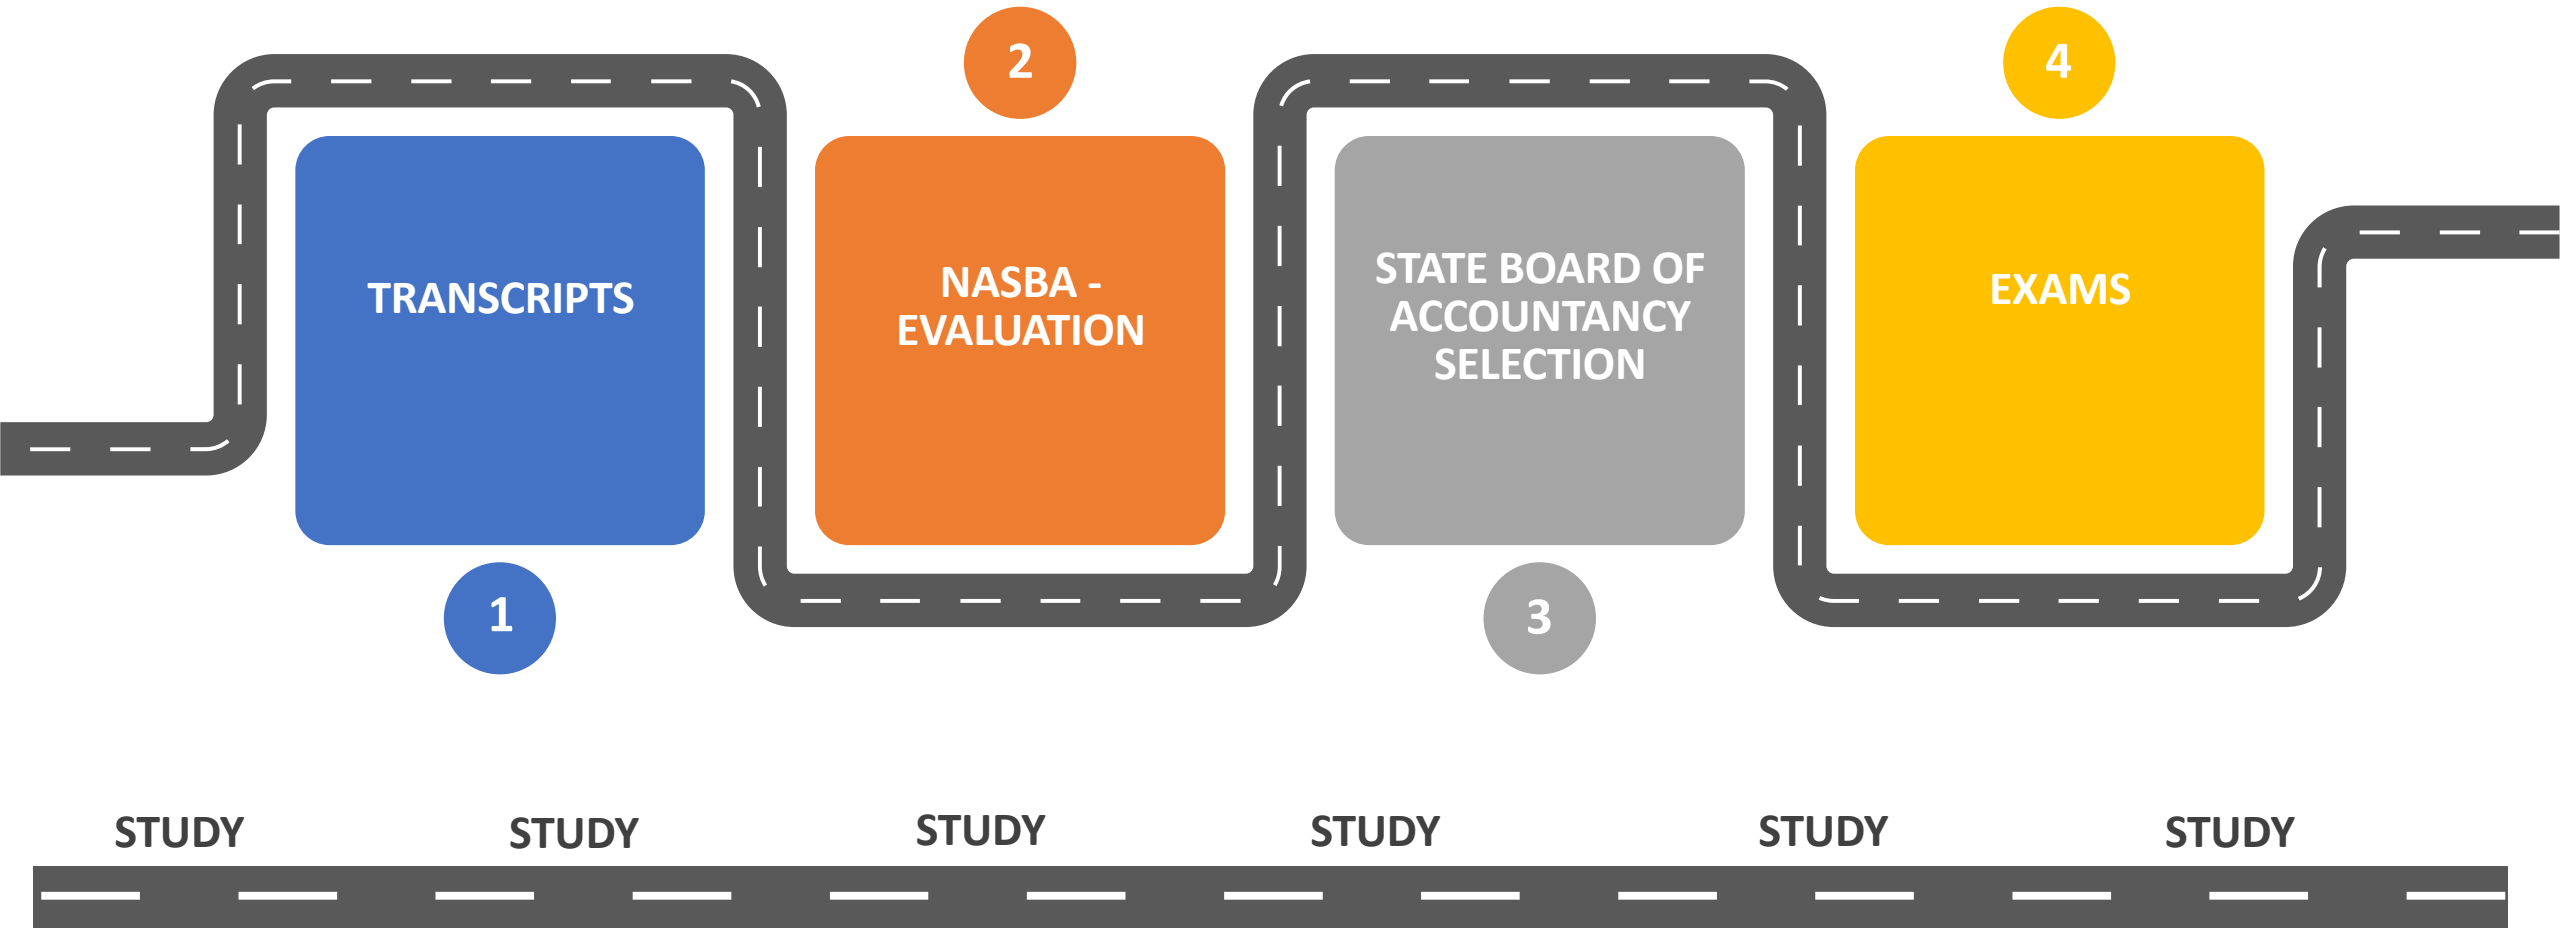 2
4
TRANSCRIPTS
NASBA -
EVALUATION
STATE BOARD OF
ACCOUNTANCY
SELECTION
EXAMS
1
3
STUDY
STUDY
STUDY
STUDY
STUDY
STUDY